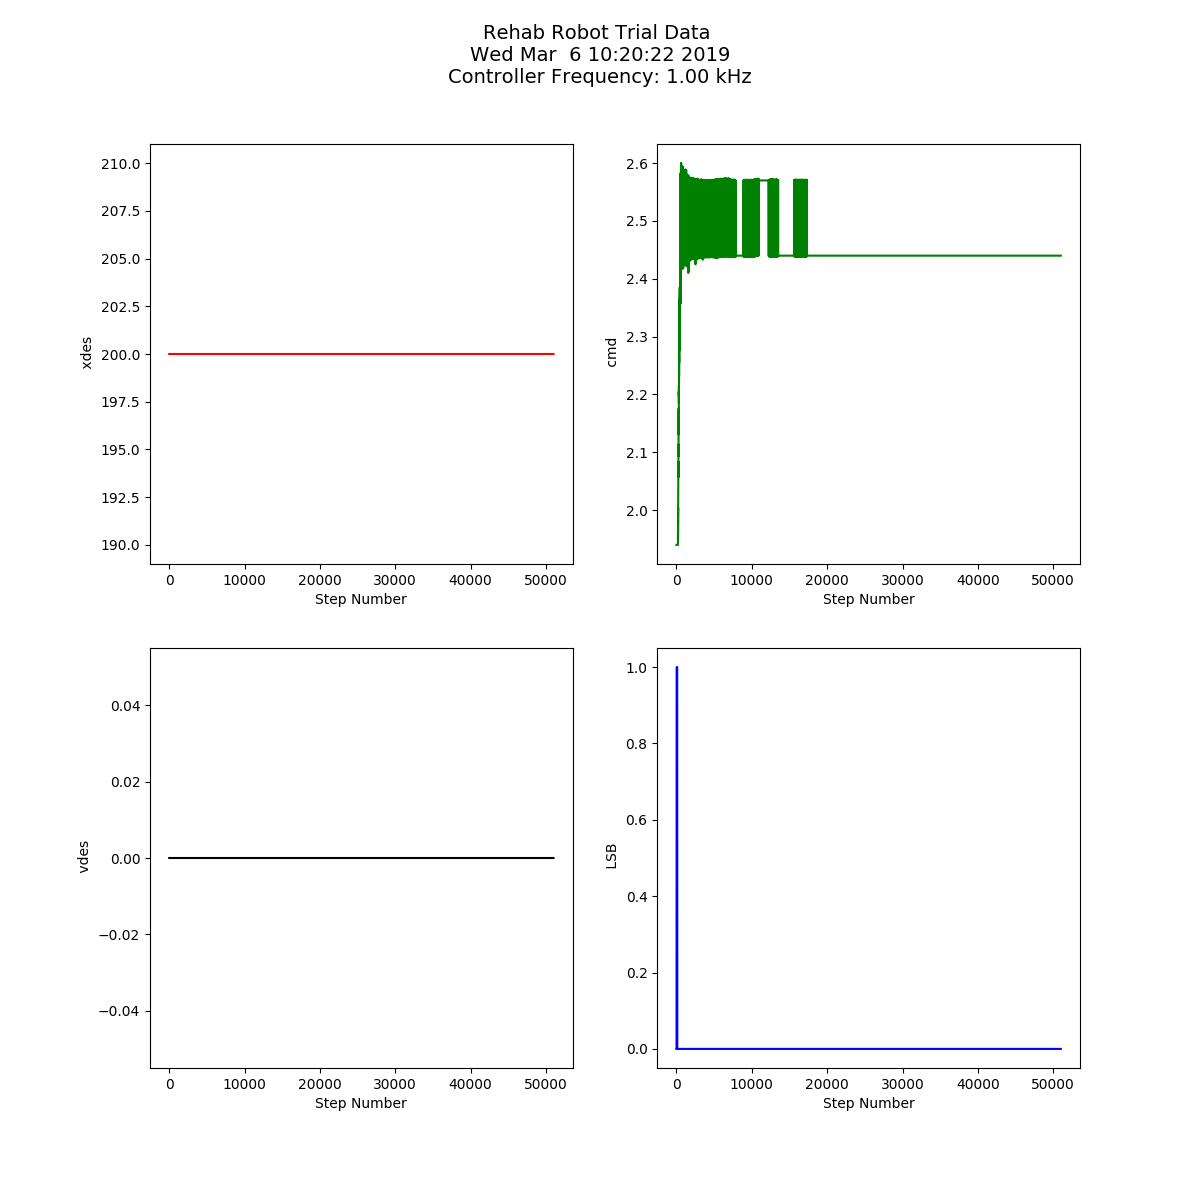 Rehab Robot Trial Data
Wed Mar  6 10:20:22 2019
Controller Frequency: 1.00 kHz
210.0
207.5
205.0
202.5
200.0
197.5
195.0
192.5
190.0
xdes
0 10000 20000 30000 40000 50000
Step Number
2.6
2.5
2.4
2.3
2.2
2.1
2.0
cmd
0 10000 20000 30000 40000 50000
Step Number
0.04
0.02
0.00
−0.02
−0.04
vdes
0 10000 20000 30000 40000 50000
Step Number
1.0
0.8
0.6
0.4
0.2
0.0
LSB
0 10000 20000 30000 40000 50000
Step Number